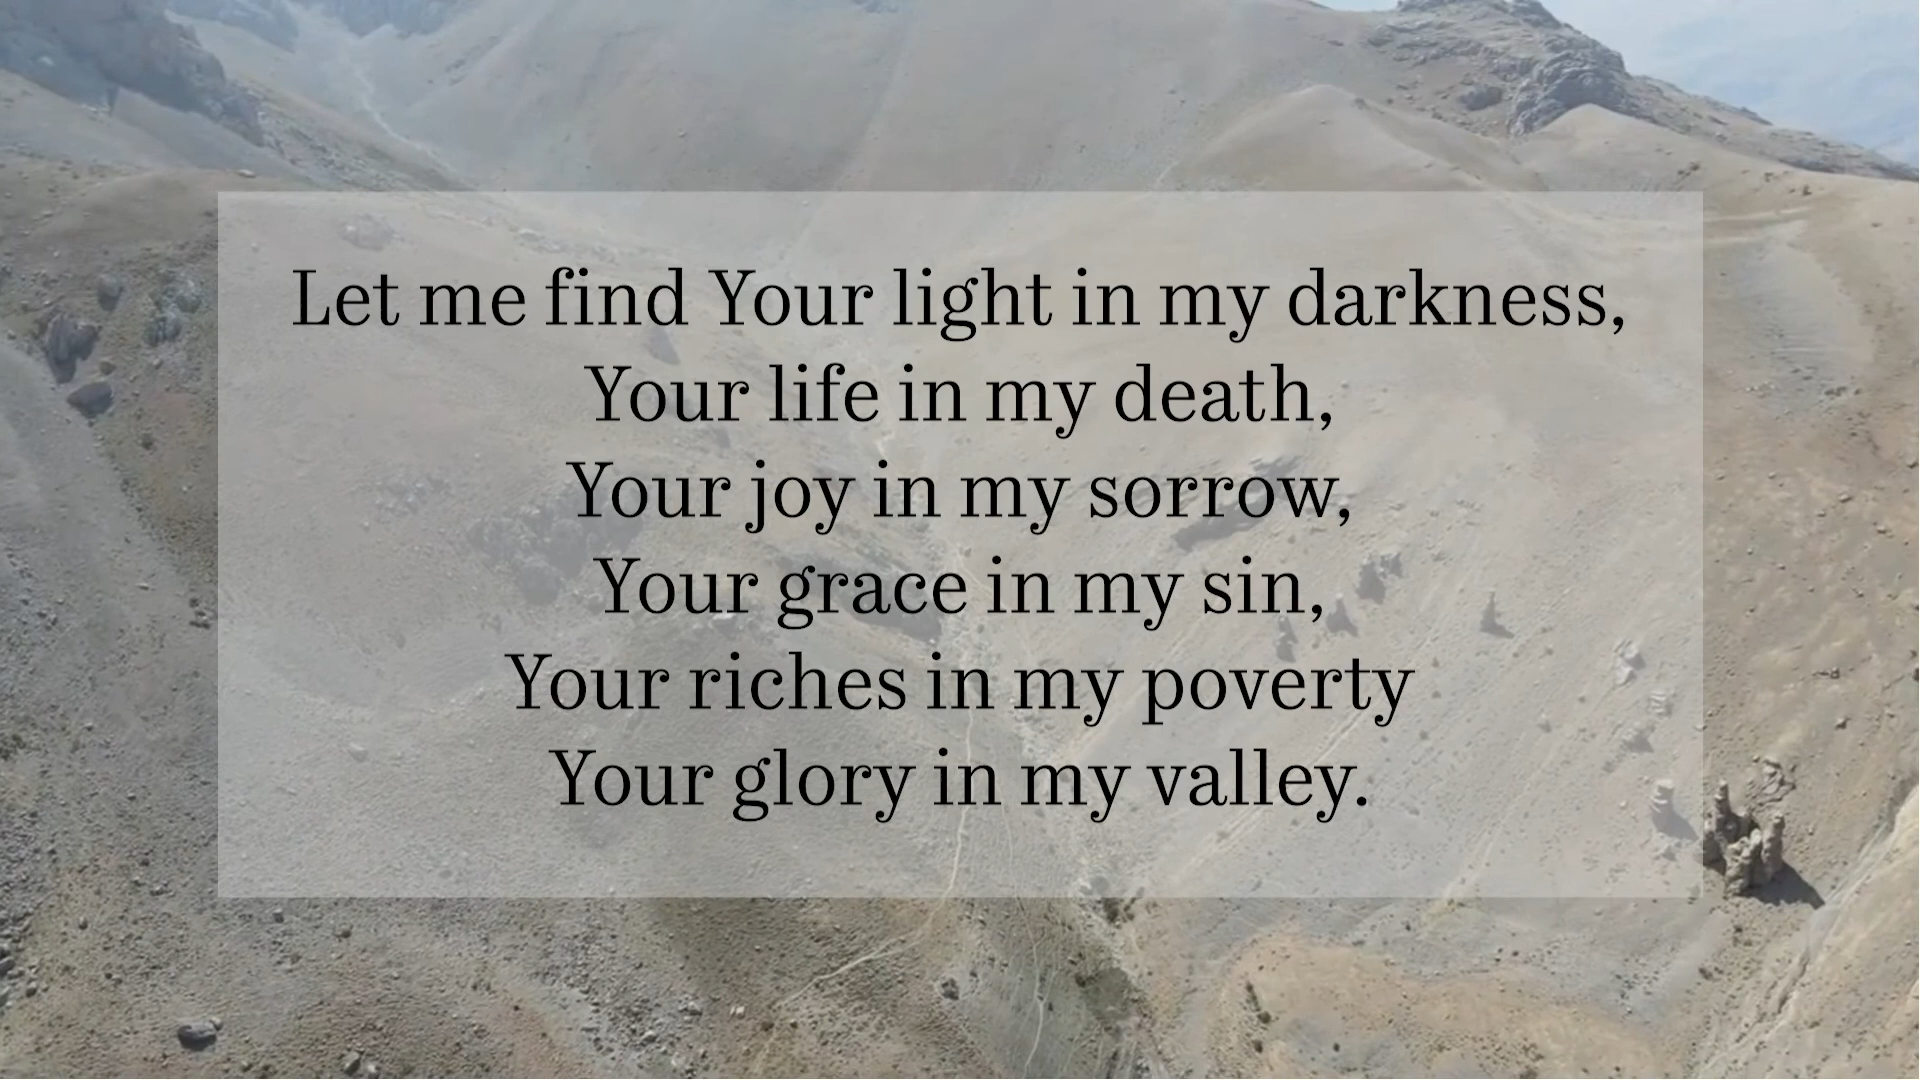 Let me find Your light in my darkness,
Your life in my death,
Your joy in my sorrow,
Your grace in my sin,
Your riches in my poverty
Your glory in my valley.